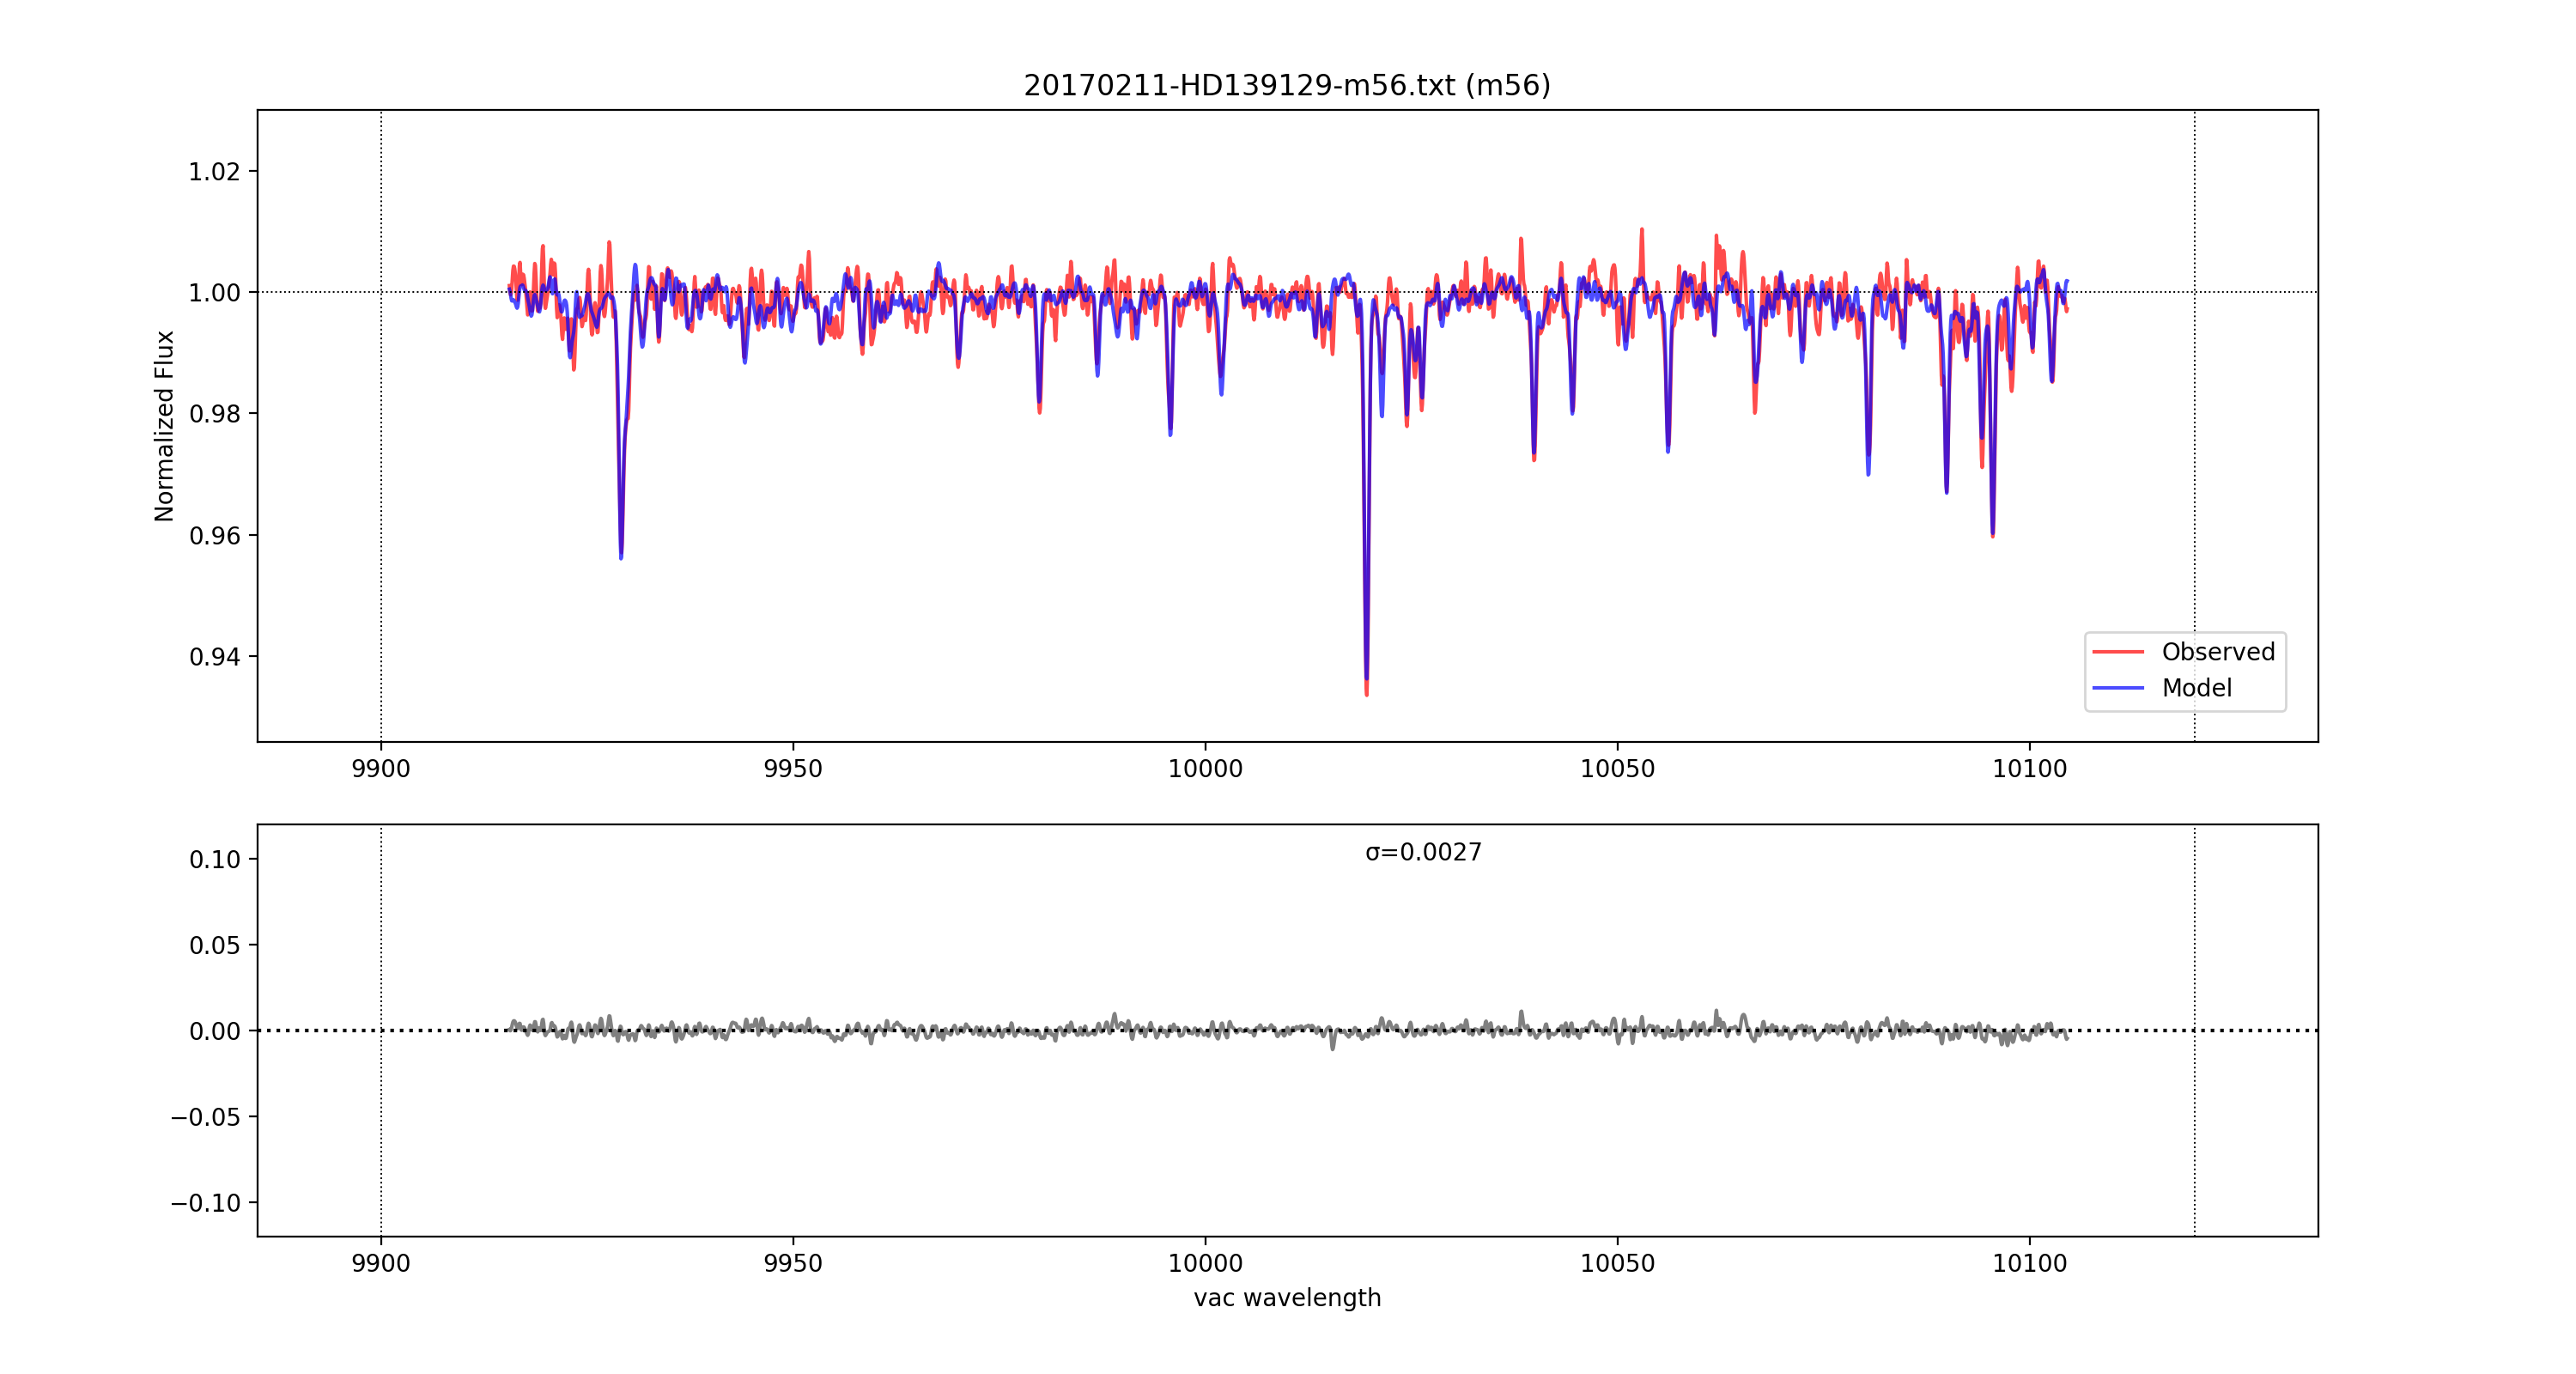 20170211-HD139129-m56.txt (m56)
Normalized Flux
1.02
1.00
0.98
0.96
0.94
Observed
Model
9900 9950 10000 10050 10100
σ=0.0027
0.10
0.05
0.00
−0.05
−0.10
9900 9950 10000 10050 10100
vac wavelength